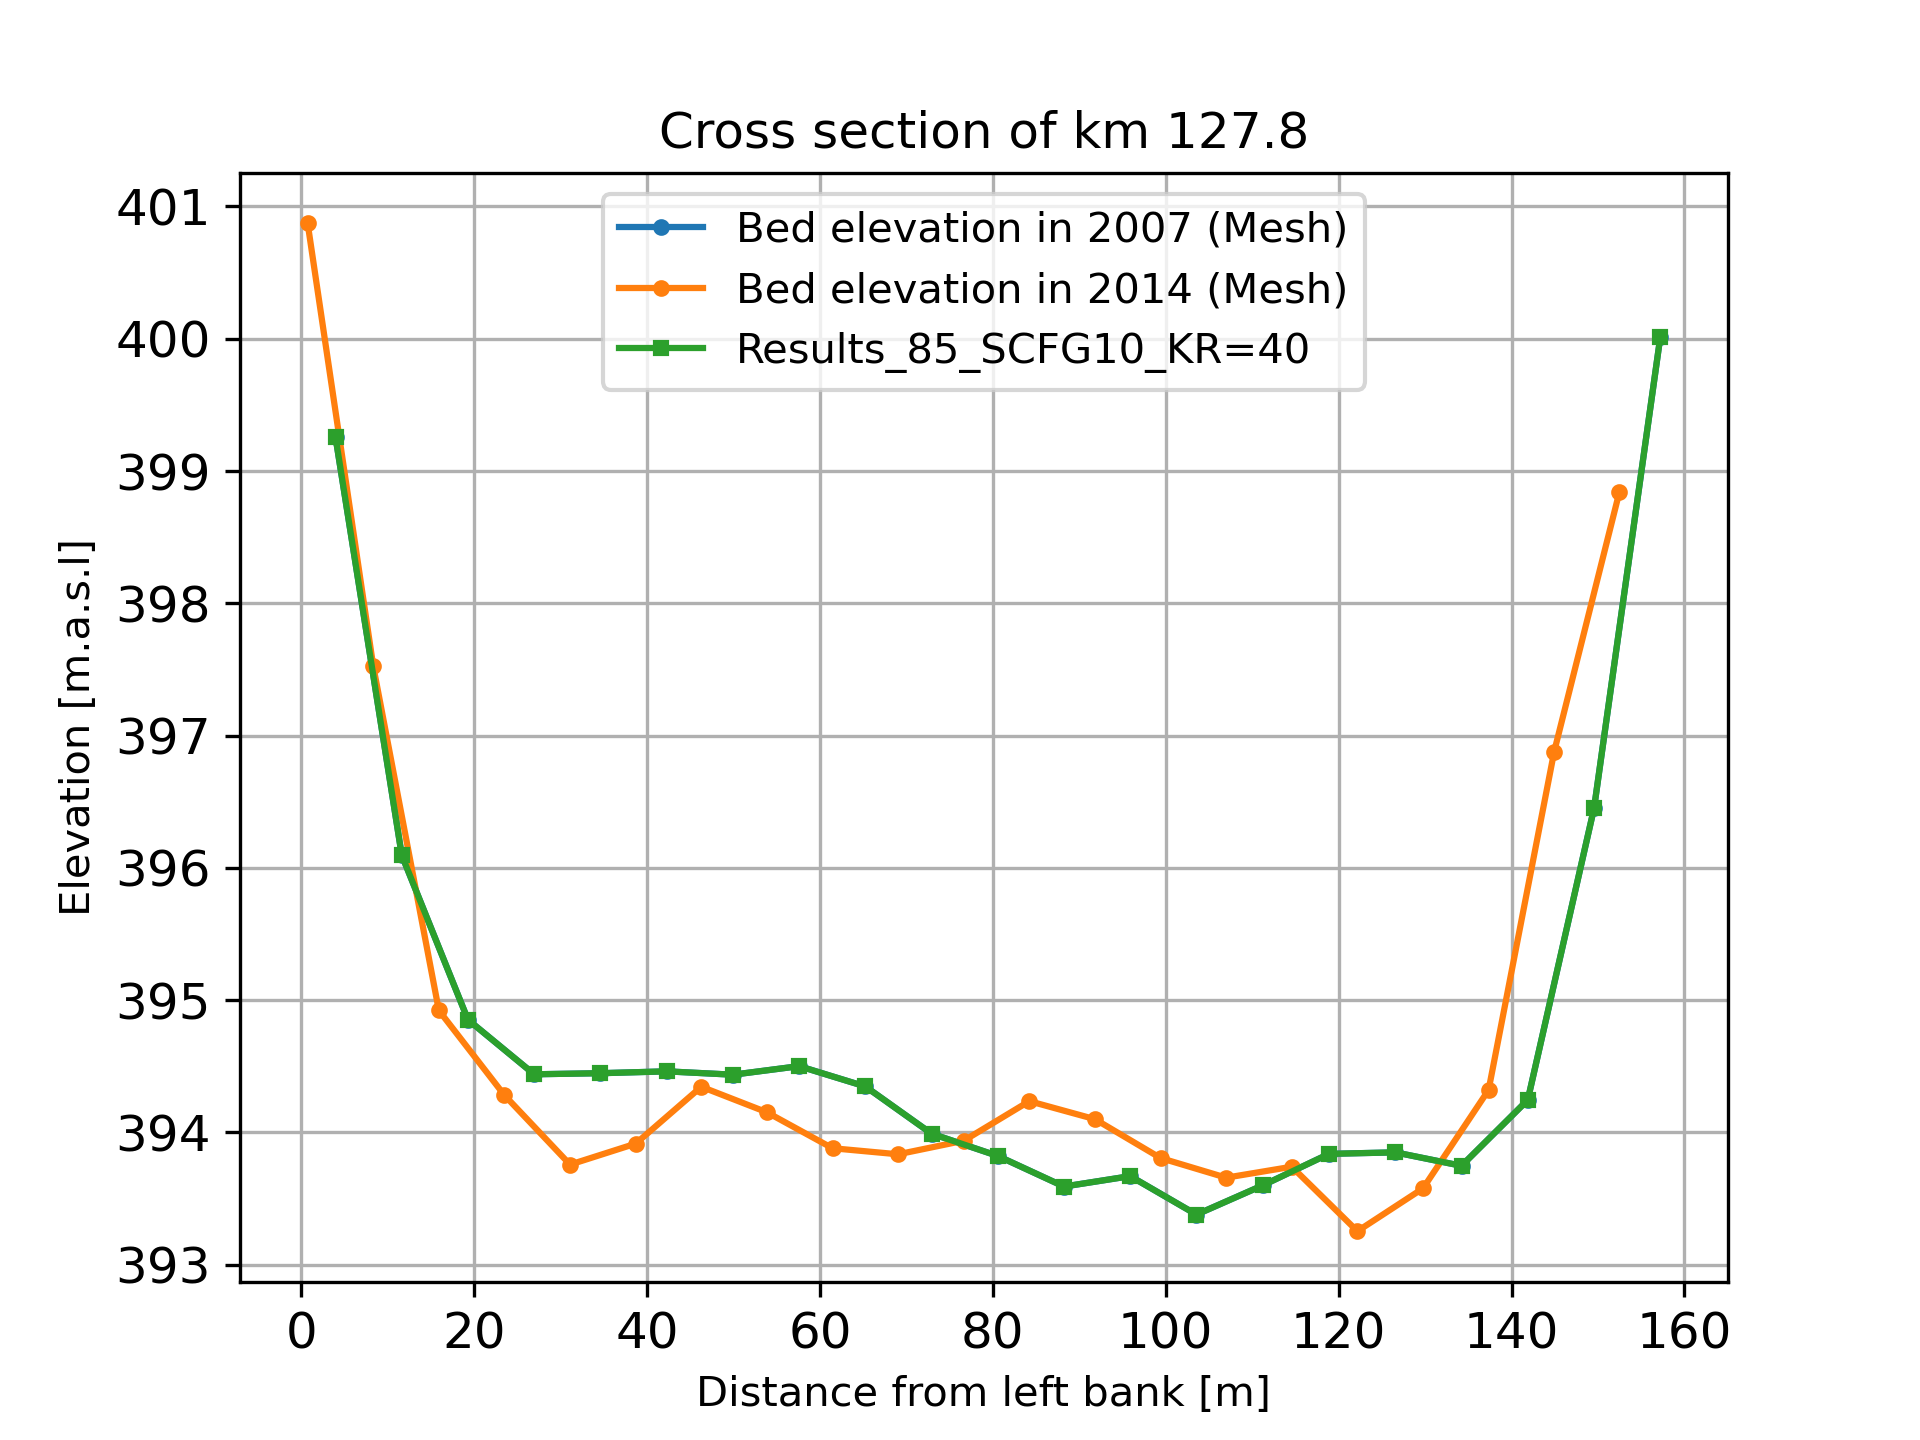 Cross section of km 127.8
Bed elevation in 2007 (Mesh)
Bed elevation in 2014 (Mesh)
Results_85_SCFG10_KR=40
Elevation [m.a.s.l]
401
400
399
398
397
396
395
394
393
0 20 40 60 80 100 120 140 160
Distance from left bank [m]